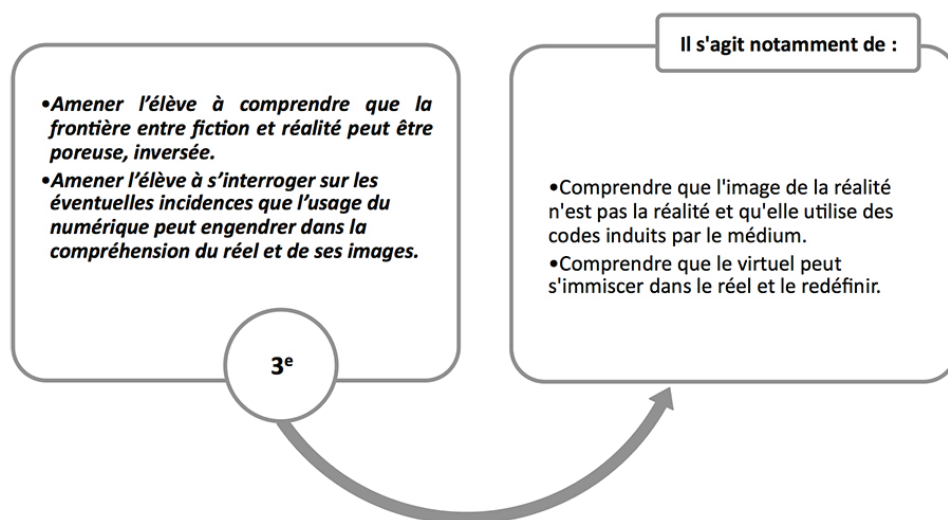 •Amener l'élève à comprendre que la
frontière entre fiction et réalité peut être
poreuse, inversée.
•Amener l'élève à s'interroger sur les
éventuelles incidences que l'usage du
numérique peut engendrer dans la
compréhension du réel et de ses images.
3e
Il s'agit notamment de :
•Comprendre que l'image de la réalité
n'est pas la réalité et qu'elle utilise des
codes induits par le médium.
•Comprendre que le virtuel peut
s'immiscer dans le réel et le redéfinir.